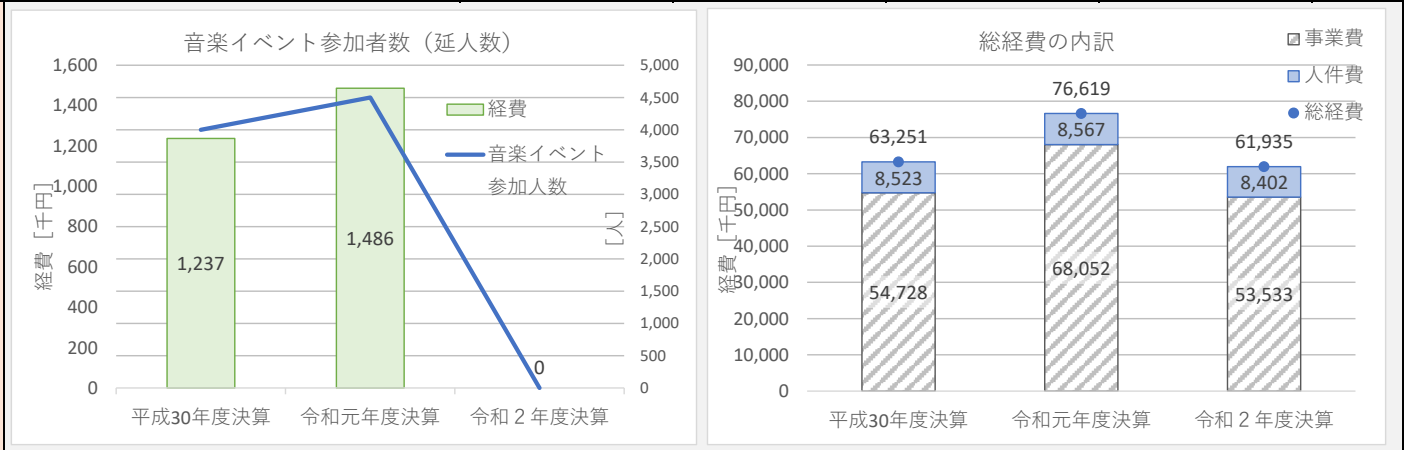 音楽イベント参加者数（延人数）
1,600
1,400
1,200
1,000
800
600
400
200
0
経費［千円］
5,000
4,500
4,000
3,500
3,000
2,500
2,000
1,500
1,000
500
0
［人］
経費
音楽イベント
参加人数
1,237
1,486
0
平成30年度決算
令和元年度決算
令和２年度決算
総経費の内訳
事業費
人件費
総経費
90,000
80,000
70,000
60,000
50,000
40,000
30,000
20,000
10,000
0
経費［千円］
63,251
8,523
54,728
76,619
8,567
68,052
61,935
8,402
53,533
平成30年度決算
令和元年度決算
令和２年度決算